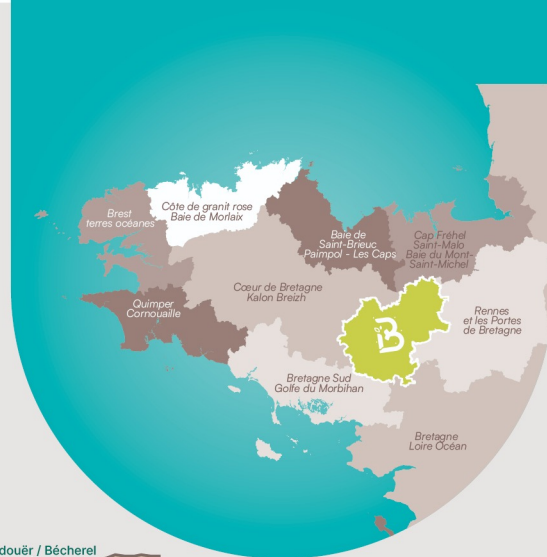 Brest
terres océanes
Côte de granit rose
Baie de Morlaix
Baie de
Saint-Brieuc
Paimpol - Les Caps
Cap Fréhel
Saint-Malo
Baie du Mont-
Saint-Michel
Cœur de Bretagne
Kalon Breizh
Quimper
Cornouaille
Rennes
et les Portes
de Bretagne
Bretagne Sud
Golfe du Morbihan
Bretagne
Loire Océan
douër / Bécherel